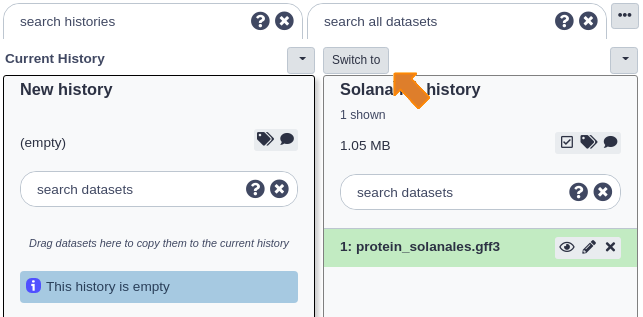 search histories
search all datasets
Current History
Switch to
New history
(empty)
search datasets
Drag datasets here to copy them to the current history
This history is empty
history
1 shown
1.05 MB
search datasets
1: protein_solanales.gff3